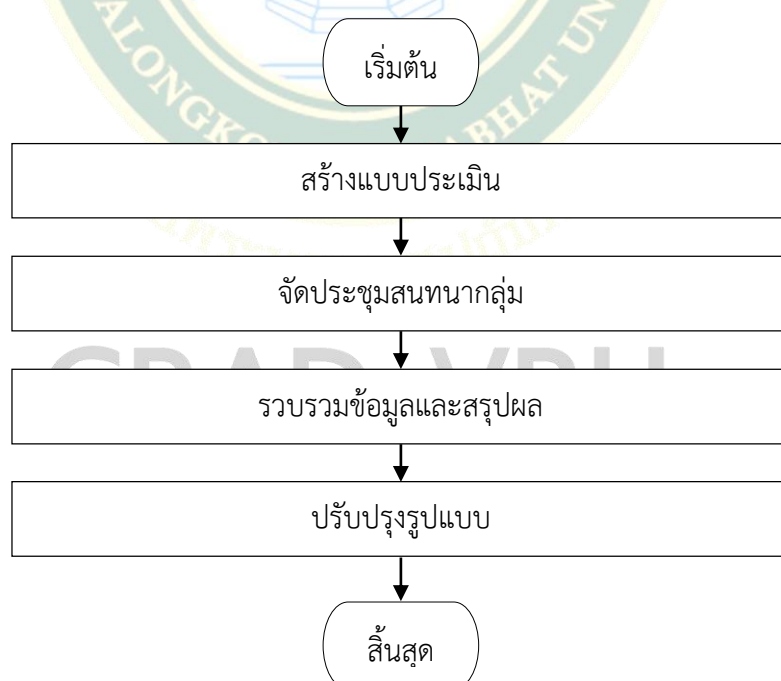 เริ่มต้น
สร้างแบบประเมิน
จัดประชุมสนทนากลุ่ม
รวบรวมข้อมูลและสรุปผล
ปรับปรุงรูปแบบ
สิ้นสุด